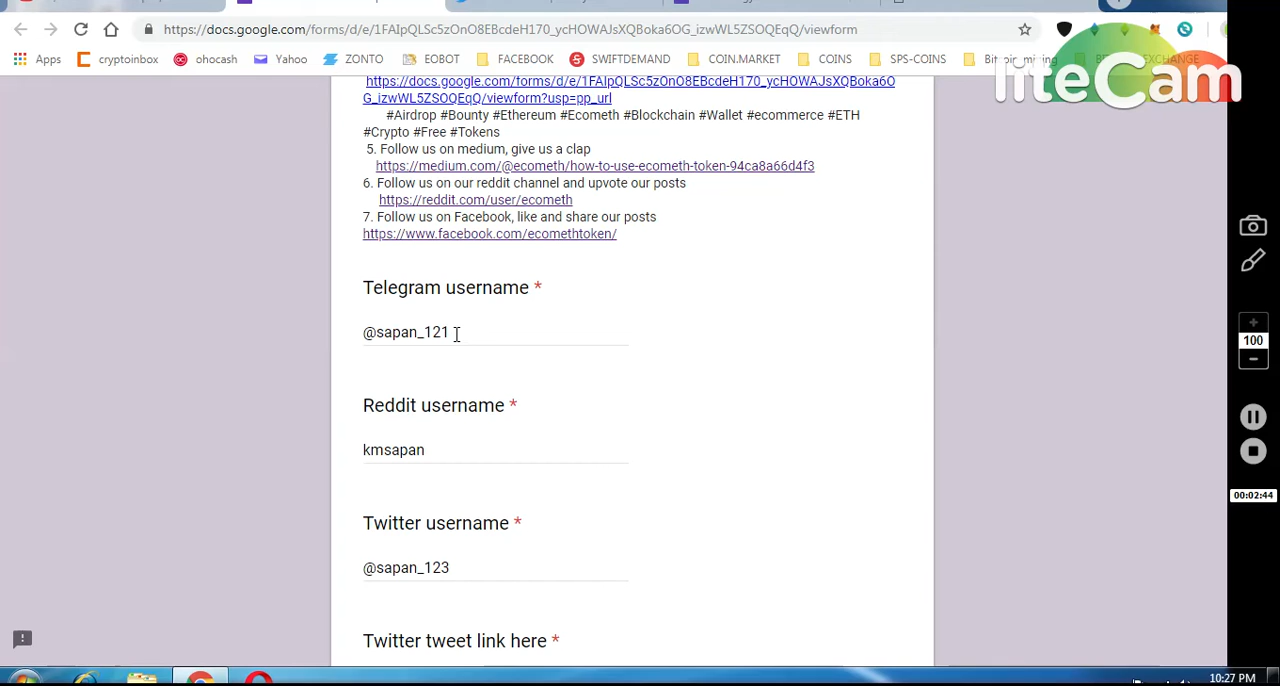 https://docs.google.com/forms/d/e/1FAIpQLSc5zOnO8EBcdeH170_ycHOWAJsXQBoka6OG_izwWL5ZSOQEqQ/viewform
Apps cryptoinbox ohocash Yahoo ZONTO EOBOT FACEBOOK SWIFTDEMAND COIN.MARKET COINS SPS-COINS
liteCam
https://docs.google.com/forms/d/e/1FAIpQLSc5zOnO8EBcdeH170_ycHOWAJsXQBoka6O
G_izwWL5ZSOQEqQ/viewform?usp=pp_url
#Airdrop #Bounty #Ethereum #Ecometh #Blockchain #Wallet #ecommerce #ETH
#Crypto #Free #Tokens
5. Follow us on medium, give us a clap
https://medium.com/@ecometh/how-to-use-ecometh-token-94ca8a66d4f3
6. Follow us on our reddit channel and upvote our posts
https://reddit.com/user/ecometh
7. Follow us on Facebook, like and share our posts
https://www.facebook.com/ecomethtoken/
Telegram username *
@sapan_121
Reddit username *
kmsapan
Twitter username *
@sapan_123
Twitter tweet link here *
100
00:02:44
10:27 PM